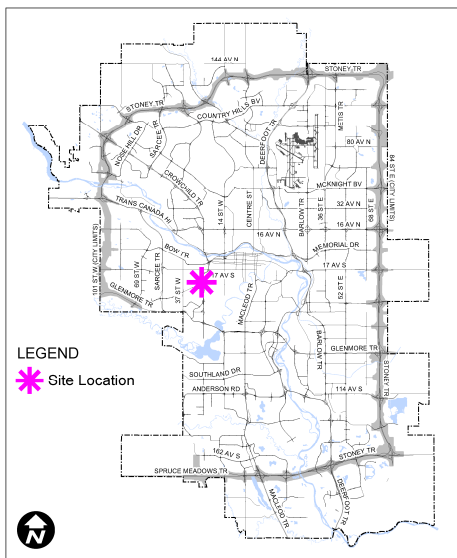 144 AV N
STONEY TR
STONEY TR
COUNTRY HILLS BV
NOSE HILL DR
SARCEE TR
DEERFOOT TR
METIS TR
80 AV N
CROWCHILD TR
MCKNIGHT BV
TRANS CANADA HI
14 ST W
CENTRE ST
BARLOW TR
36 ST E
32 AV N
68 ST E
84 ST E (CITY LIMITS)
16 AV N
16 AV N
BOW TR
MEMORIAL DR
17 AV S
101 ST W (CITY LIMITS)
69 ST W
SARCEE TR
37 ST W
7 AV S
52 ST E
GLENMORE TR
MACLEOD TR
BARLOW TR
GLENMORE TR
STONEY TR
LEGEND
Site Location
SOUTHLAND DR
ANDERSON RD
114 AV S
162 AV S
STONEY TR
SPRUCE MEADOWS TR
MACLEOD TR
DEERFOOT TR
N